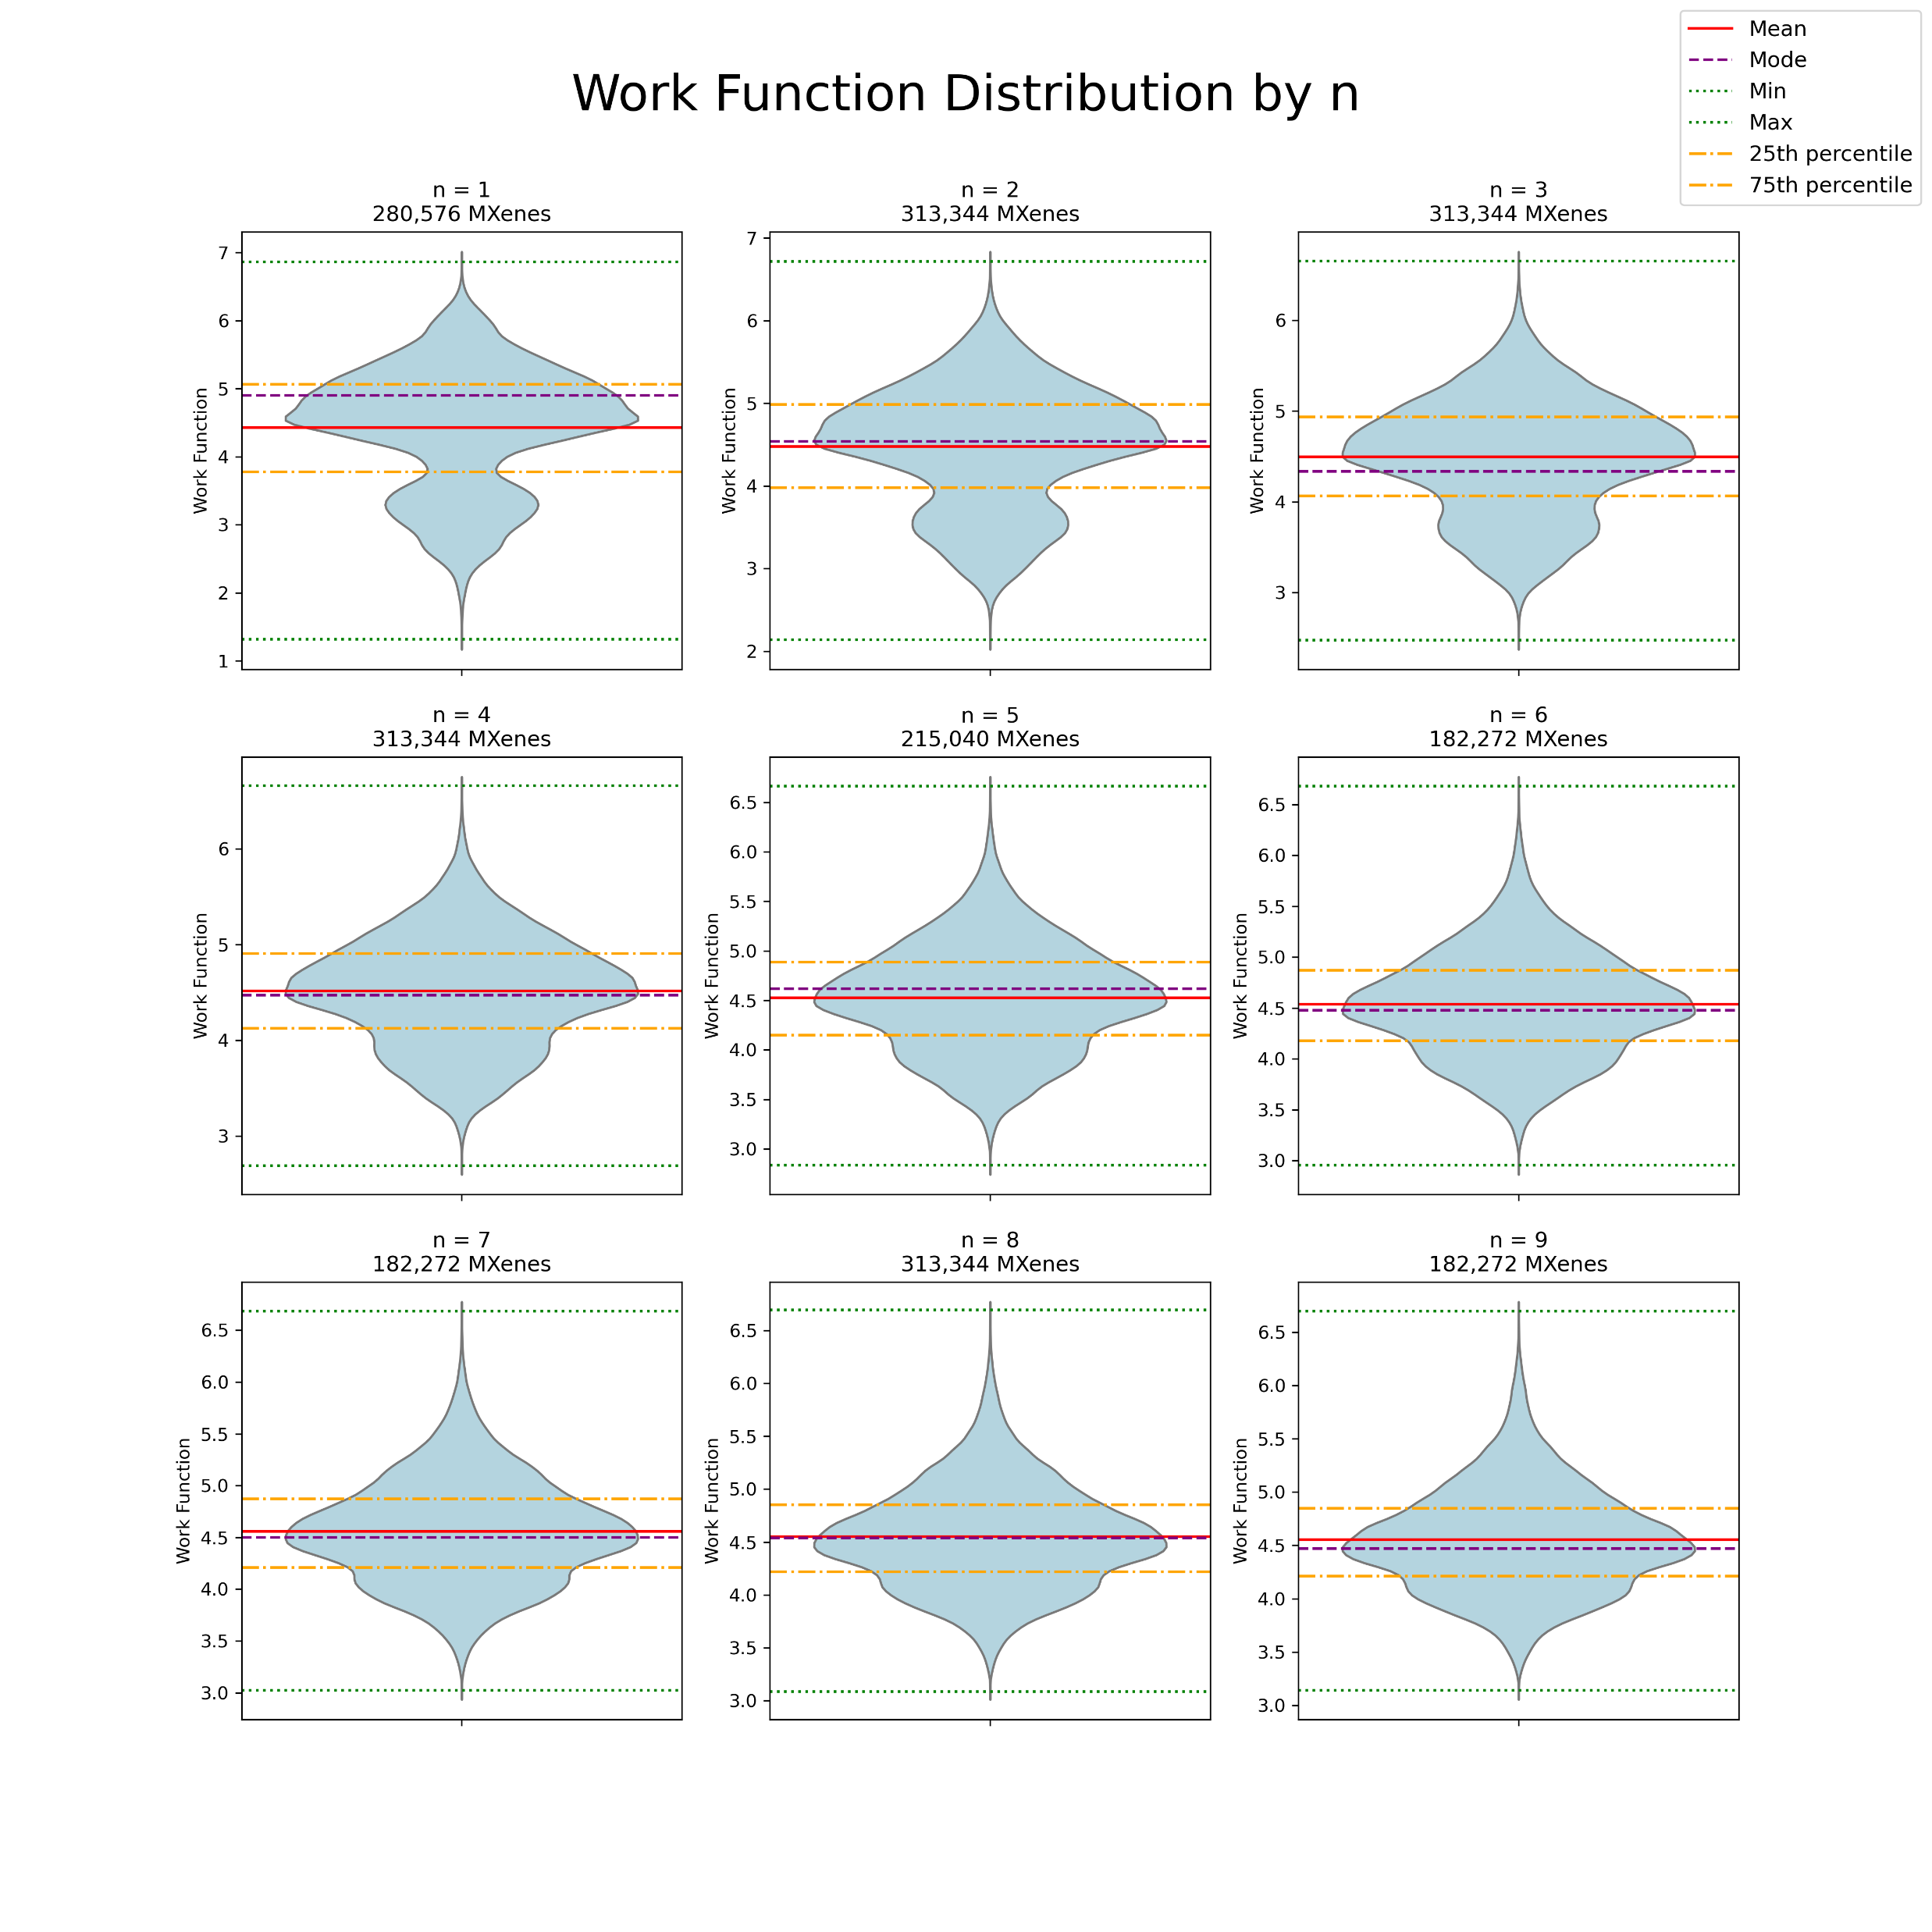 Mean
Mode
Min
Max
25th percentile
75th percentile
Work Function Distribution by n
n = 1
280,576 MXenes
7
6
5
4
3
2
1
Work Function
n = 2
313,344 MXenes
7
6
5
4
3
2
Work Function
n = 3
313,344 MXenes
6
5
4
3
Work Function
n = 4
313,344 MXenes
6
5
4
3
Work Function
n = 5
215,040 MXenes
6.5
6.0
5.5
5.0
4.5
4.0
3.5
3.0
Work Function
n = 6
182,272 MXenes
6.5
6.0
5.5
5.0
4.5
4.0
3.5
3.0
Work Function
n = 7
182,272 MXenes
6.5
6.0
5.5
5.0
4.5
4.0
3.5
3.0
Work Function
n = 8
313,344 MXenes
6.5
6.0
5.5
5.0
4.5
4.0
3.5
3.0
Work Function
n = 9
182,272 MXenes
6.5
6.0
5.5
5.0
4.5
4.0
3.5
3.0
Work Function